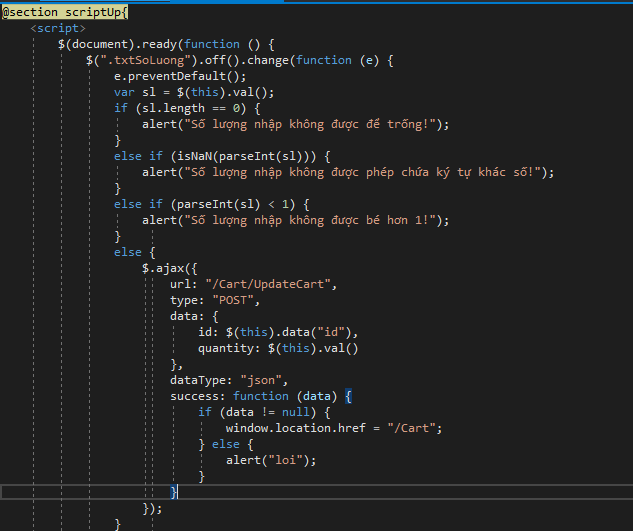 @section scriptUp{
<script>
$(document).ready(function () {
$(".txtSoLuong").off().change(function (e) {
e.preventDefault();
var sl = $(this).val();
if (sl.length == 0) {
alert("Số lượng nhập không được để trống!");
}
else if (isNaN(parseInt(sl))) {
alert("Số lượng nhập không được phép chứa ký tự khác số!");
}
else if (parseInt(sl) < 1) {
alert("Số lượng nhập không được bé hơn 1!");
}
else {
$.ajax({
url: "/Cart/UpdateCart",
type: "POST",
data: {
id: $(this).data("id"),
quantity: $(this).val()
},
dataType: "json",
success: function (data) {
if (data != null) {
window.location.href = "/Cart";
} else {
alert("loi");
}
}
});
}